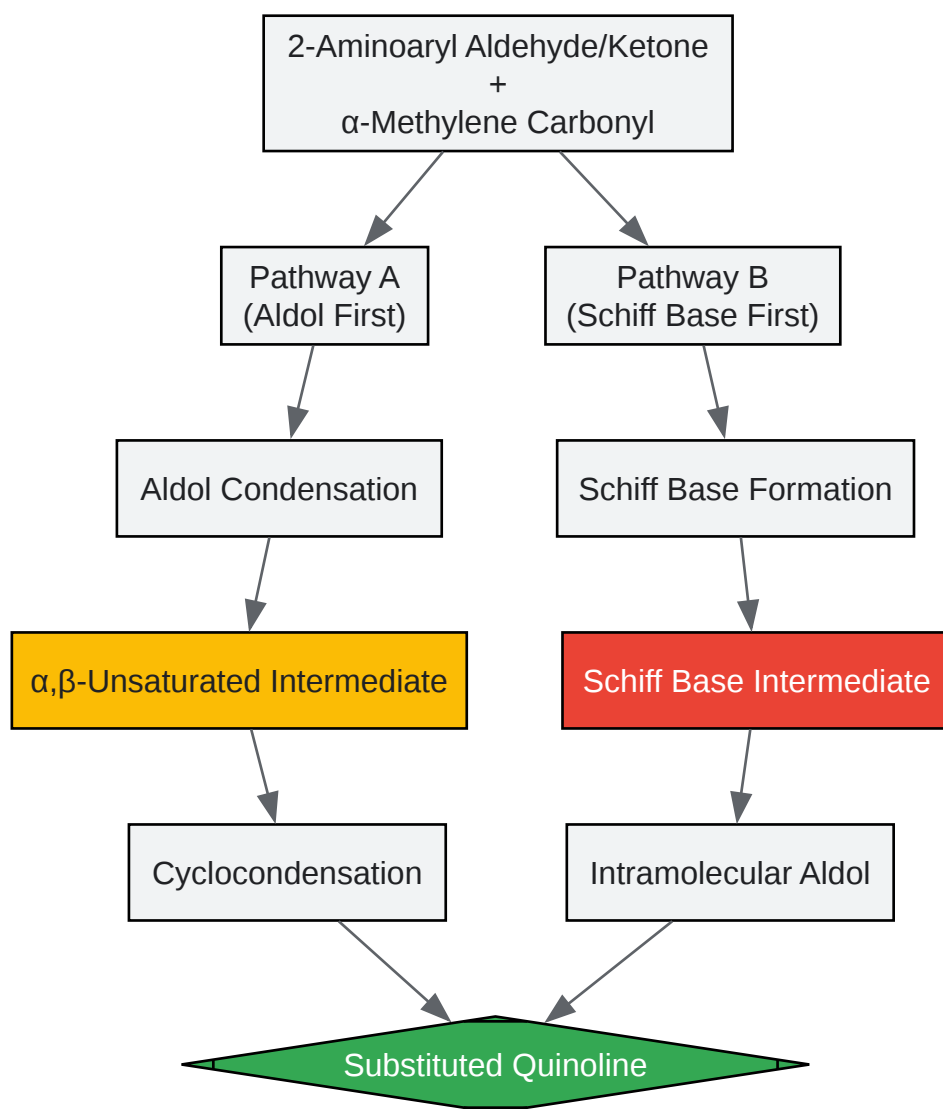 2-Aminoaryl Aldehyde/Ketone
+
α-Methylene Carbonyl
Pathway A
(Aldol First)
Pathway B
(Schiff Base First)
Aldol Condensation
Schiff Base Formation
α,β-Unsaturated Intermediate
Schiff Base Intermediate
Cyclocondensation
Intramolecular Aldol
Substituted Quinoline